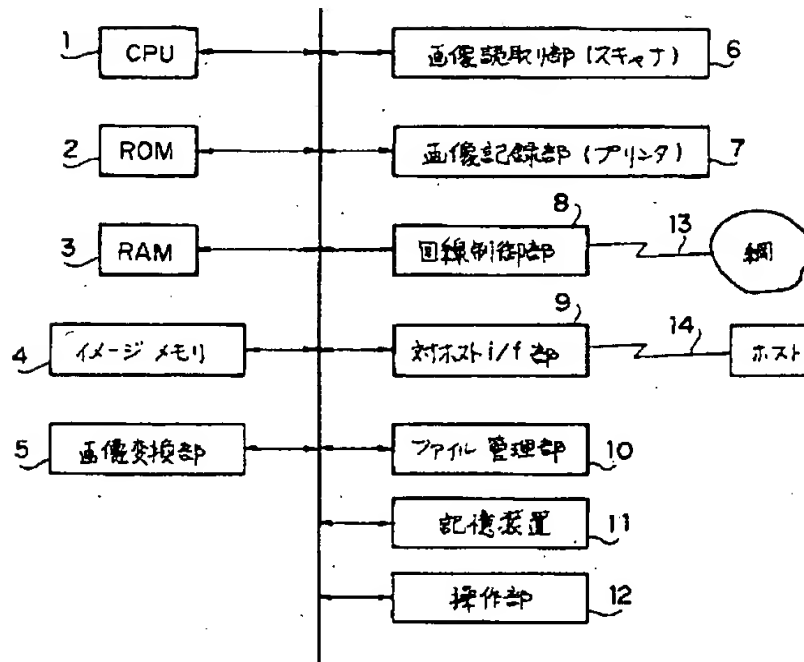 1 CPU
画像読取り部(スキャナ) 6
2 ROM
画像記録部(プリンタ) 7
3 RAM
8 回線制御部
13 網
4 イメージ メモリ
9 対ホスト i/f 部
14 ホスト
5 画像変換部
ファイル 管理部 10
記憶装置 11
操作部 12